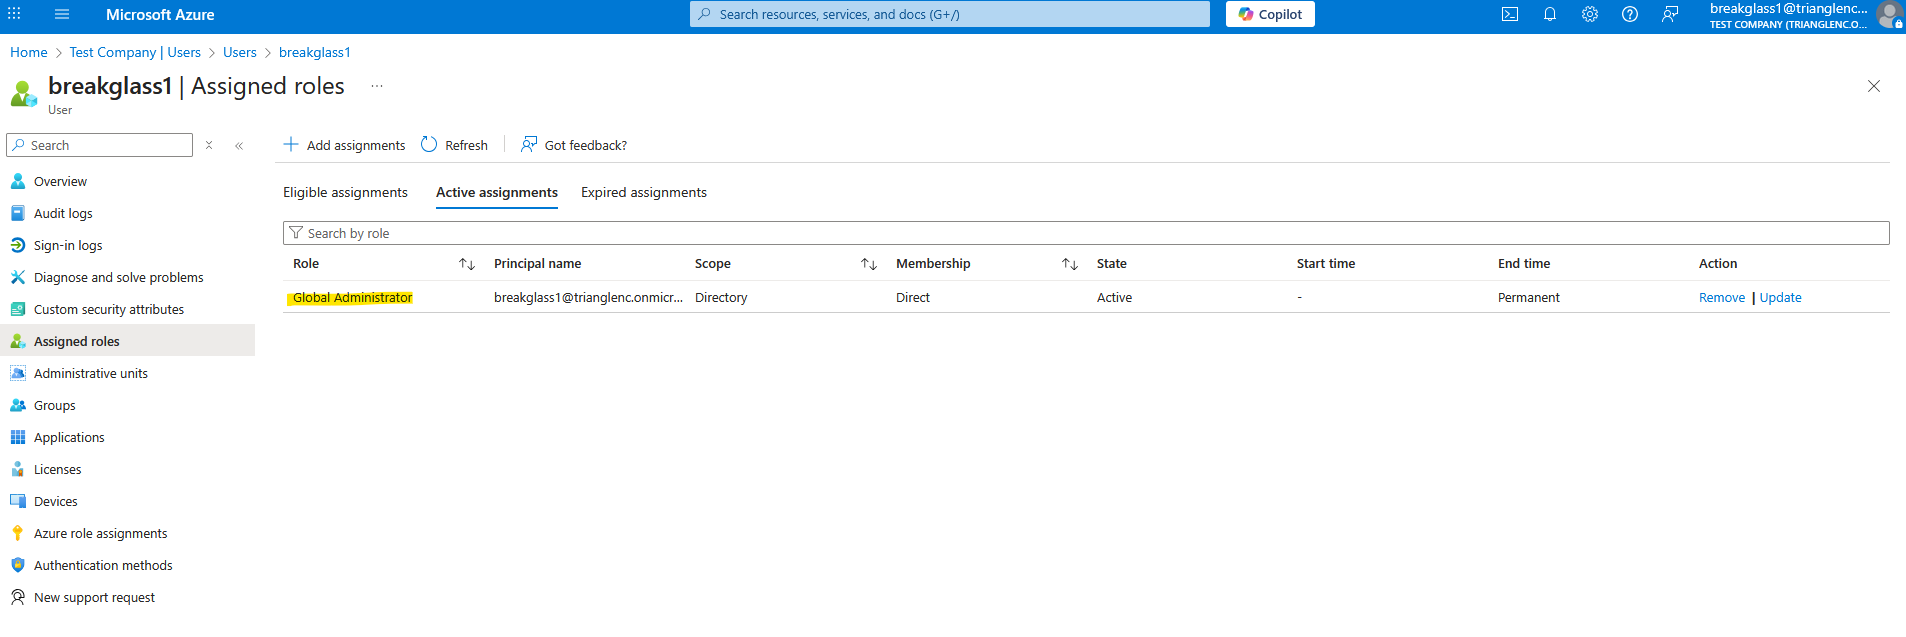 Microsoft Azure
Search resources, services, and docs (G+/)
Copilot
breakglass1@trianglenc...
TEST COMPANY (TRIANGLENC.O...
Home > Test Company | Users > Users > breakglass1
breakglass1 | Assigned roles ...
User
Search
Add assignments Refresh Got feedback?
Overview
Audit logs
Sign-in logs
Diagnose and solve problems
Custom security attributes
Assigned roles
Administrative units
Groups
Applications
Licenses
Devices
Azure role assignments
Authentication methods
New support request
Eligible assignments Active assignments Expired assignments
Search by role
Role Principal name Scope Membership State Start time End time Action
Global Administrator breakglass1@trianglenc.onmicr... Directory Direct Active - Permanent Remove | Update